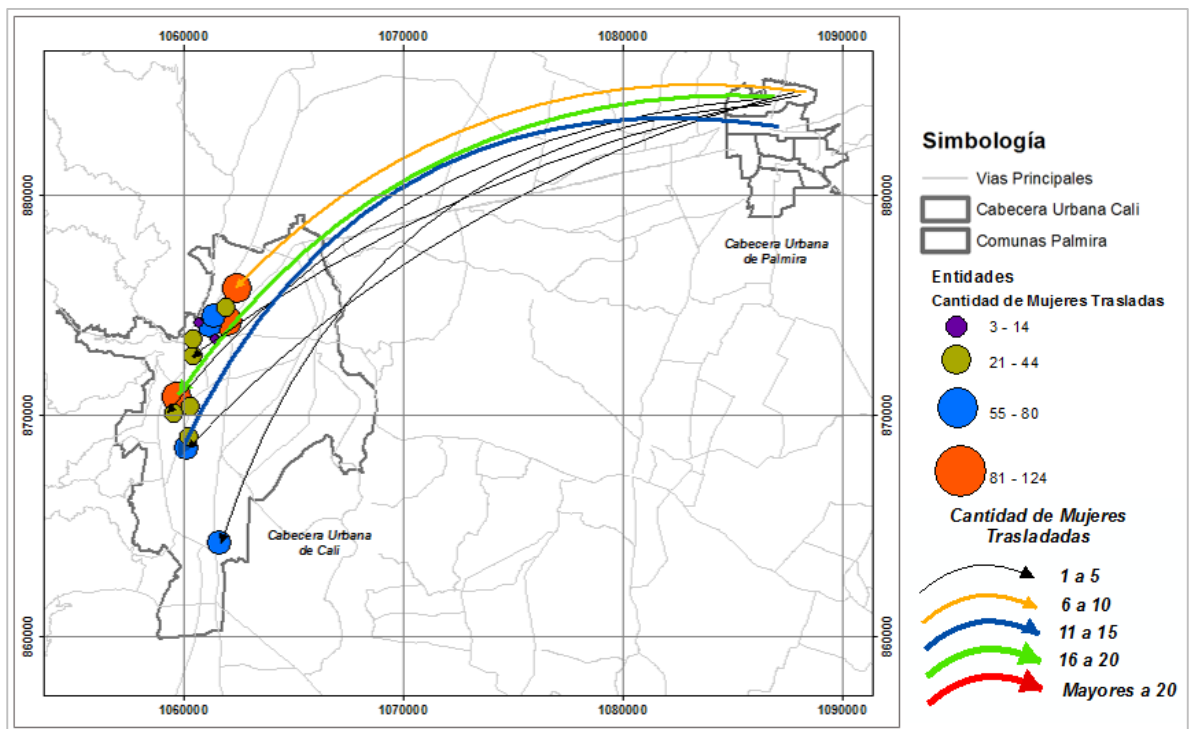 1060000
1070000
1080000
1090000
880000
880000
870000
870000
860000
860000
Cabecera Urbana
de Palmira
Cabecera Urbana
de Cali
1060000
1070000
1080000
1090000
Simbología
Vias Principales
Cabecera Urbana Cali
Comunas Palmira
Entidades
Cantidad de Mujeres Trasladas
3 - 14
21 - 44
55 - 80
81 - 124
Cantidad de Mujeres
Trasladadas
1 a 5
6 a 10
11 a 15
16 a 20
Mayores a 20